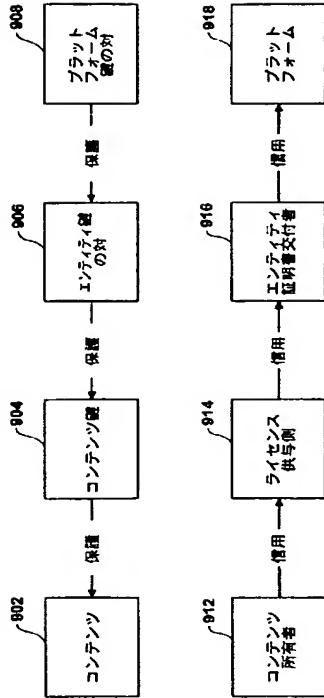 902
コンテンツ
保護
904
コンテンツ鍵
保護
906
エンティティ鍵
の対
保護
908
プラット
フォーム
鍵の対
912
コンテンツ
所有者
信用
914
ライセンス
供与側
信用
916
エンティティ
証明書交付者
信用
918
プラット
フォーム